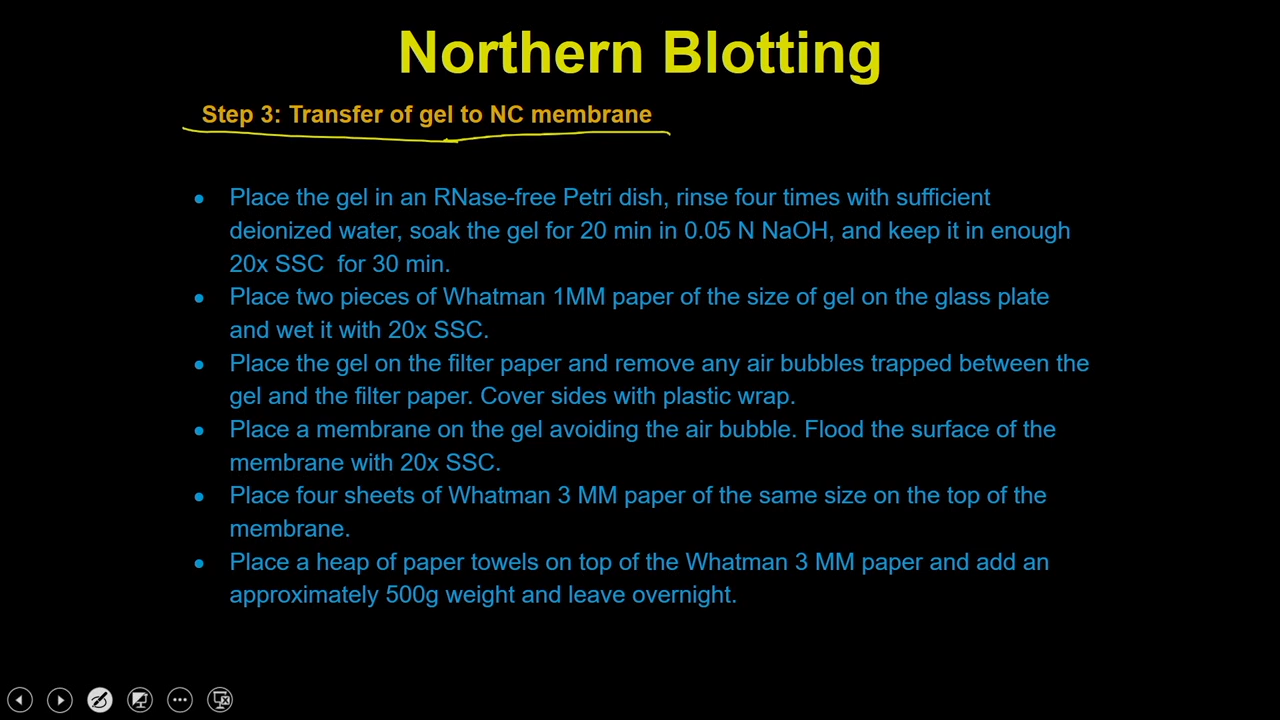 Northern Blotting
Step 3: Transfer of gel to NC membrane
• Place the gel in an RNase-free Petri dish, rinse four times with sufficient
deionized water, soak the gel for 20 min in 0.05 N NaOH, and keep it in enough
20x SSC  for 30 min.
• Place two pieces of Whatman 1MM paper of the size of gel on the glass plate
and wet it with 20x SSC.
• Place the gel on the filter paper and remove any air bubbles trapped between the
gel and the filter paper. Cover sides with plastic wrap.
• Place a membrane on the gel avoiding the air bubble. Flood the surface of the
membrane with 20x SSC.
• Place four sheets of Whatman 3 MM paper of the same size on the top of the
membrane.
• Place a heap of paper towels on top of the Whatman 3 MM paper and add an
approximately 500g weight and leave overnight.